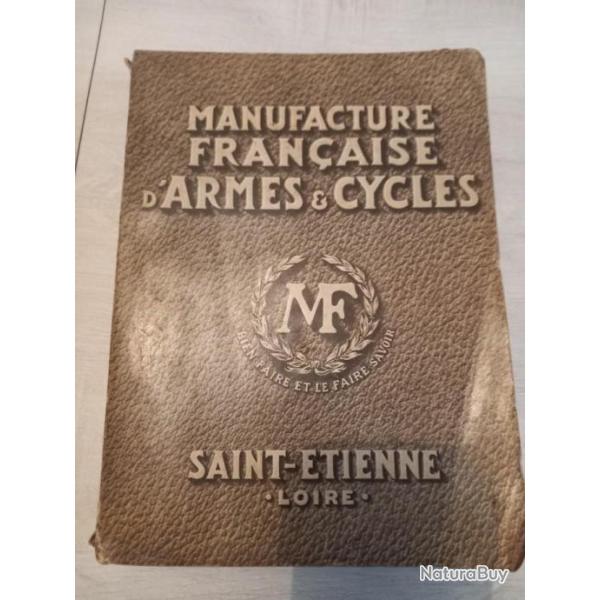 MANUFACTURE
FRANÇAISE
D'ARMES & CYCLES
MF
BIEN FAIRE ET LE FAIRE SAVOIR
SAINT-ETIENNE
• LOIRE •
NaturaBuy